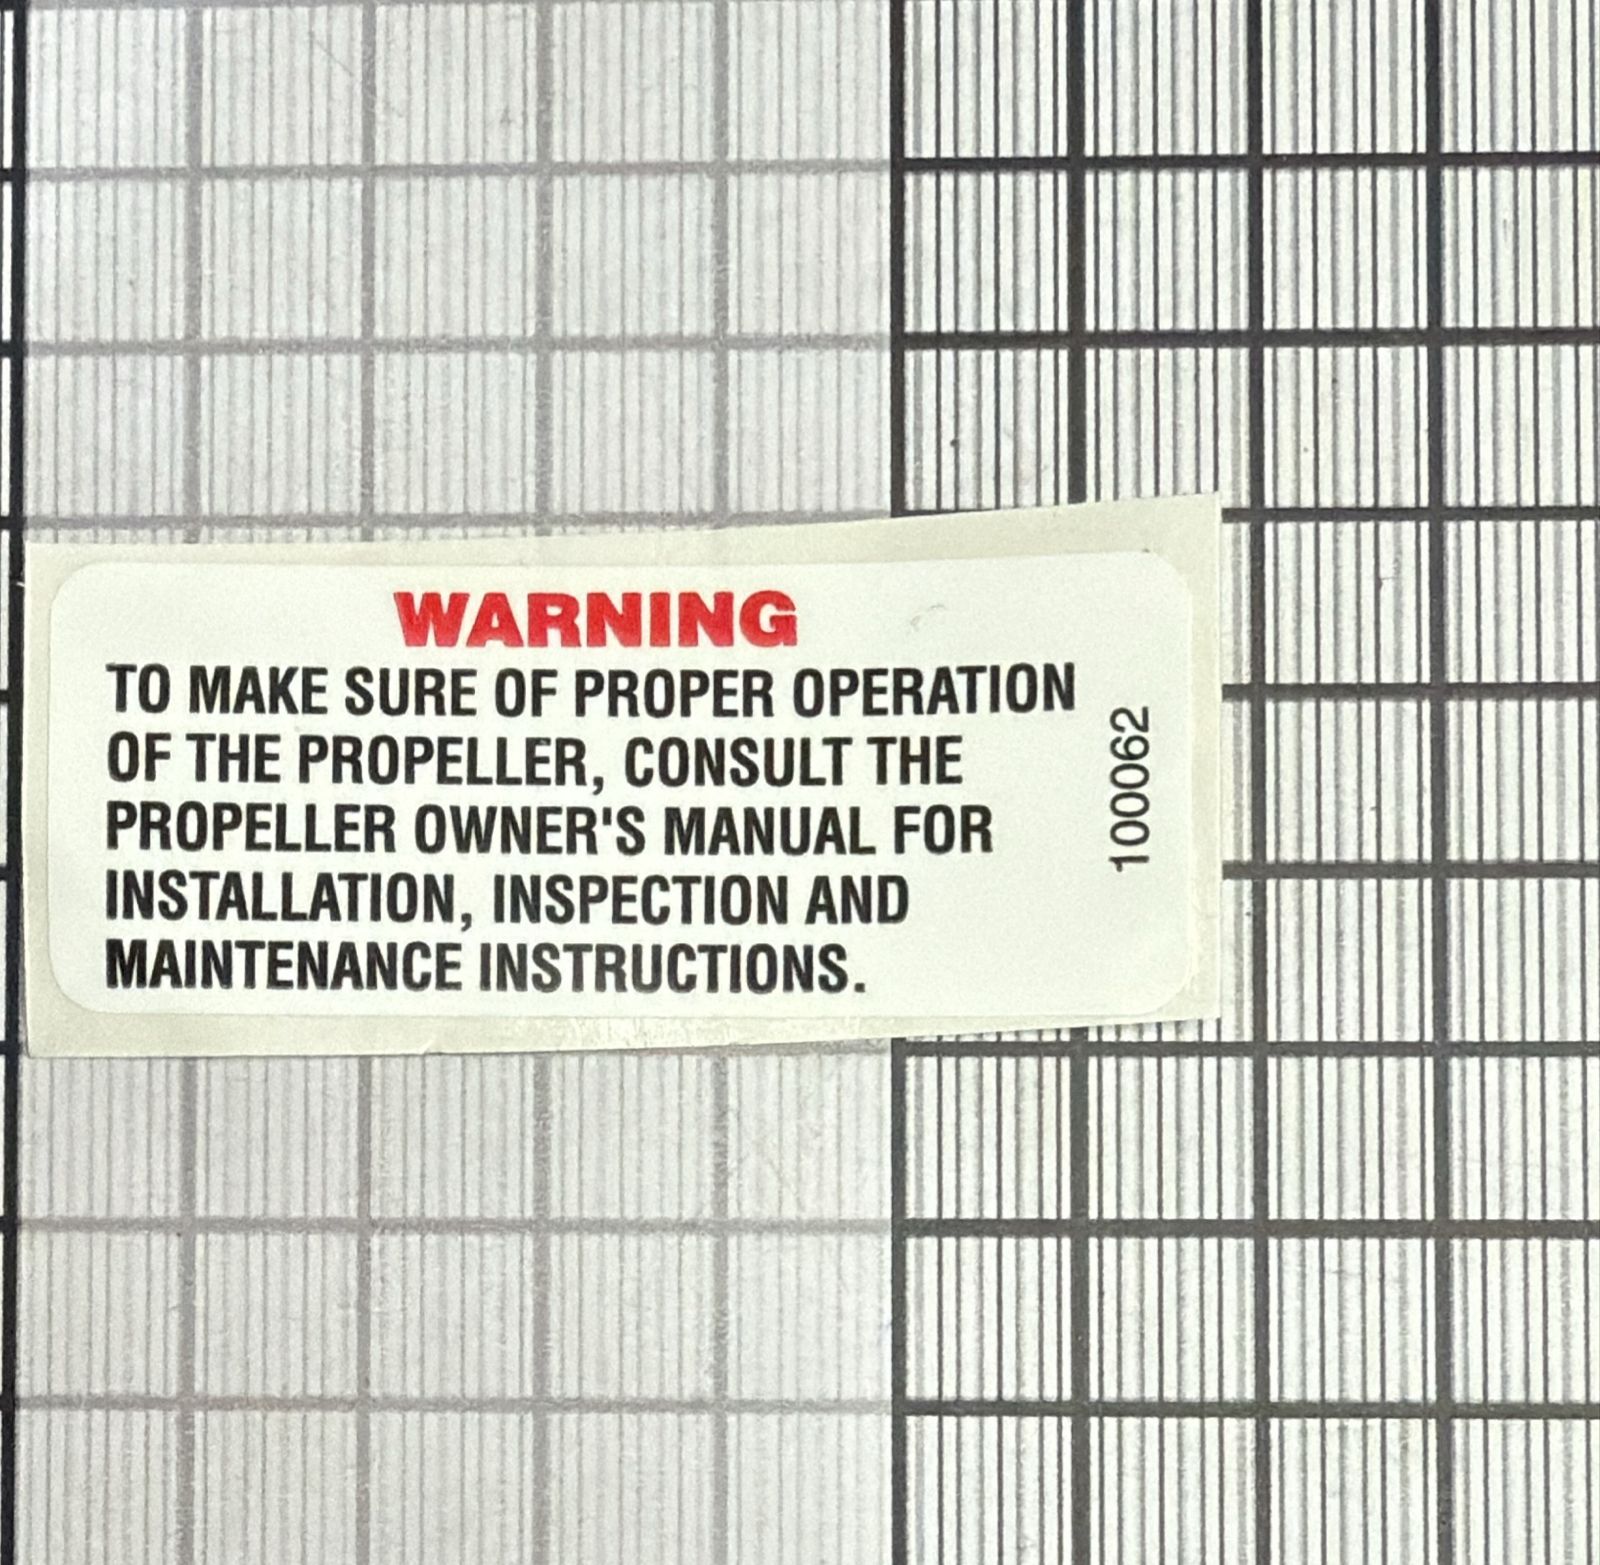 WARNING
TO MAKE SURE OF PROPER OPERATION
OF THE PROPELLER, CONSULT THE
PROPELLER OWNER'S MANUAL FOR
INSTALLATION, INSPECTION AND
MAINTENANCE INSTRUCTIONS.
100062